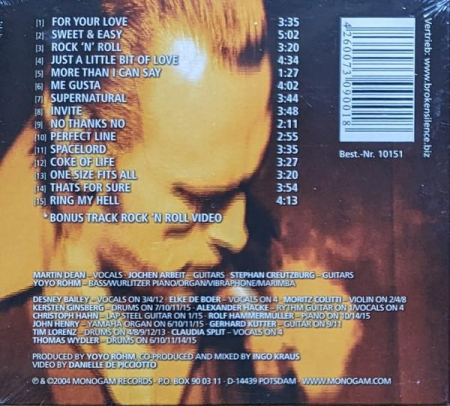 [1] FOR YOUR LOVE 3:35
[2] SWEET & EASY 5:02
[3] ROCK 'N' ROLL 3:20
[4] JUST A LITTLE BIT OF LOVE 4:34
[5] MORE THAN I CAN SAY 1:27
[6] ME GUSTA 4:02
[7] SUPERNATURAL 3:44
[8] INVITE 3:48
[9] NO THANKS NO 2:11
[10] PERFECT LINE 2:55
[11] SPACELORD 3:35
[12] COKE OF LIFE 3:27
[13] ONE SIZE FITS ALL 3:20
[14] THATS FOR SURE 3:54
[15] RING MY HELL 4:13
* BONUS TRACK ROCK 'N ROLL VIDEO
4260073090018
Best.-Nr. 10151
Vertrieb: www.brokensilence.biz
MARTIN DEAN – VOCALS · JOCHEN ARBEIT – GUITARS · STEPHAN CREUTZBURG – GUITARS
YOYO RÖHM – BASS/WURLITZER PIANO/ORGAN/VIBRAPHONE/MARIMBA
DESNEY BAILEY – VOCALS ON 3/4/12 · ELKE DE BOER – VOCALS ON 4 · MORITZ COLITTI – VIOLIN ON 2/4/8
KERSTEN GINSBERG – DRUMS ON 2/10/11/15 · ALEXANDER HACKE – RYTHM GUITAR ON 1/VOCALS ON 4
CHRISTOPH HAHN – LAP STEEL GUITAR ON 1/15 · ROLF HAMMERMÜLLER – PIANO ON 10/14/15
JOHN HENRY – YAMAHA ORGAN ON 6/10/11/15 · GERHARD KUTTER – GUITAR ON 9/11
TIM LORENZ – DRUMS ON 4/8/9/12/13 · CLAUDIA SPLIT – VOCALS ON 4
THOMAS WYDLER – DRUMS ON 6/10/11/14/15
PRODUCED BY YOYO RÖHM, CO-PRODUCED AND MIXED BY INGO KRAUS
VIDEO BY DANIELLE DE PICCIOTTO
℗ & ©2004 MONOGAM RECORDS · P.O. BOX 90 03 11 · D-14439 POTSDAM · WWW.MONOGAM.COM